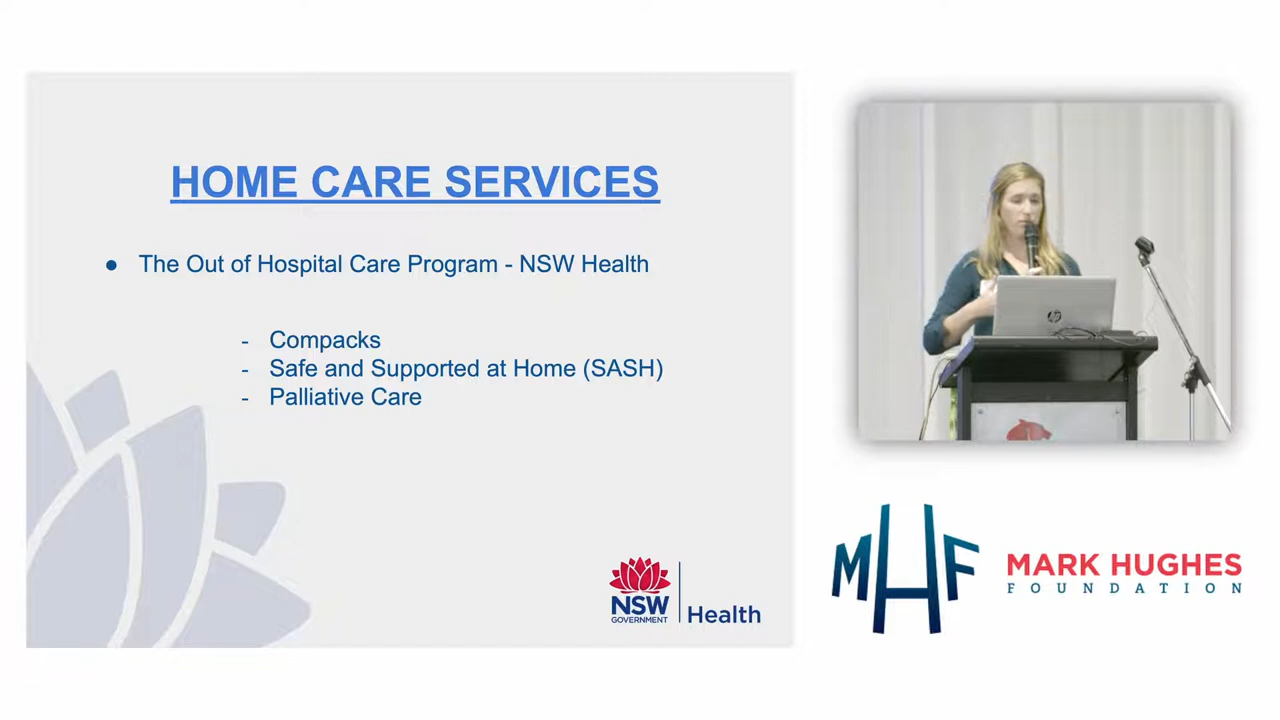 HOME CARE SERVICES
● The Out of Hospital Care Program - NSW Health
- Compacks
- Safe and Supported at Home (SASH)
- Palliative Care
NSW
GOVERNMENT
Health
hp
MHF
MARK HUGHES
FOUNDATION